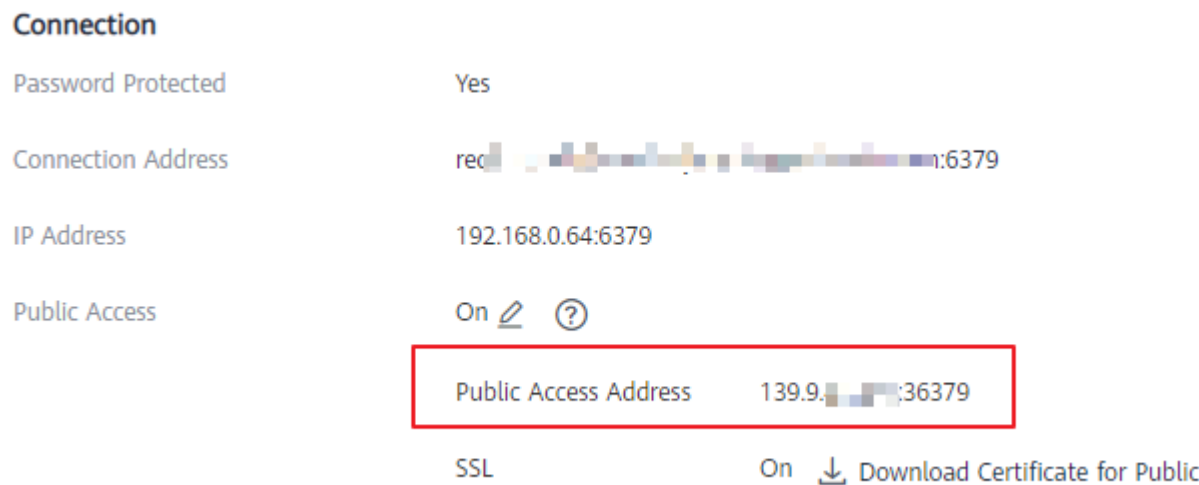 Connection
Password Protected Yes
Connection Address :6379
IP Address 192.168.0.64:6379
Public Access On
Public Access Address 139.9. :36379
SSL On Download Certificate for Public